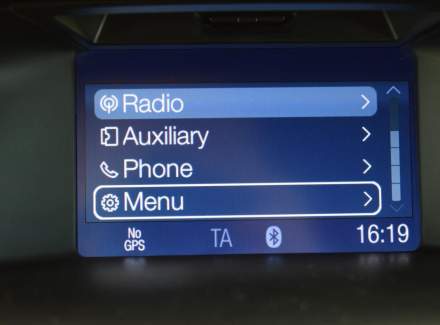 Radio
Auxiliary
Phone
Menu
No
GPS
TA
16:19